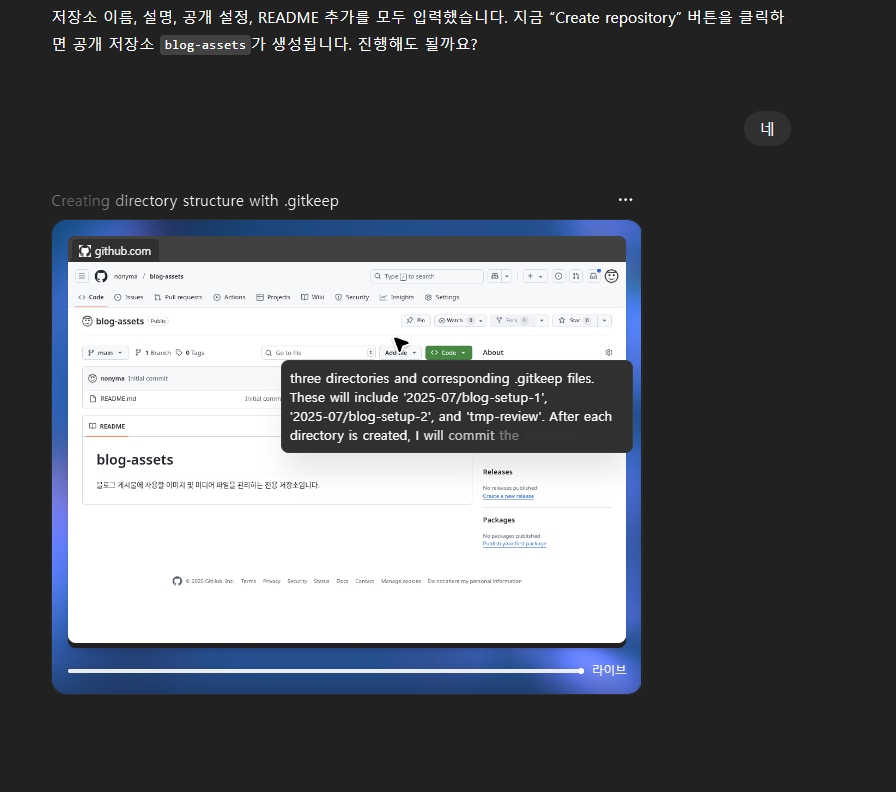 저장소 이름, 설명, 공개 설정, README 추가를 모두 입력했습니다. 지금 “Create repository” 버튼을 클릭하
면 공개 저장소 blog-assets가 생성됩니다. 진행해도 될까요?
네
Creating directory structure with .gitkeep
github.com
nonyma / blog-assets
Type / to search
Code Issues Pull requests Actions Projects Wiki Security Insights Settings
blog-assets Public
Pin Watch 0 Fork 0 Star 0
main 1 Branch 0 Tags
Go to file t
Code
About
nonyma Initial commit
README.md Initial
three directories and corresponding .gitkeep files.
These will include '2025-07/blog-setup-1',
'2025-07/blog-setup-2', and 'tmp-review'. After each
directory is created, I will commit the changes
README
blog-assets
블로그 게시물에 사용할 이미지 및 미디어 파일을 관리하는 전용 저장소입니다.
Releases
No releases published
Create a new release
Packages
No packages published
Publish your first package
© 2025 GitHub, Inc. Terms Privacy Security Status Docs Contact Manage cookies Do not share my personal information
라이브